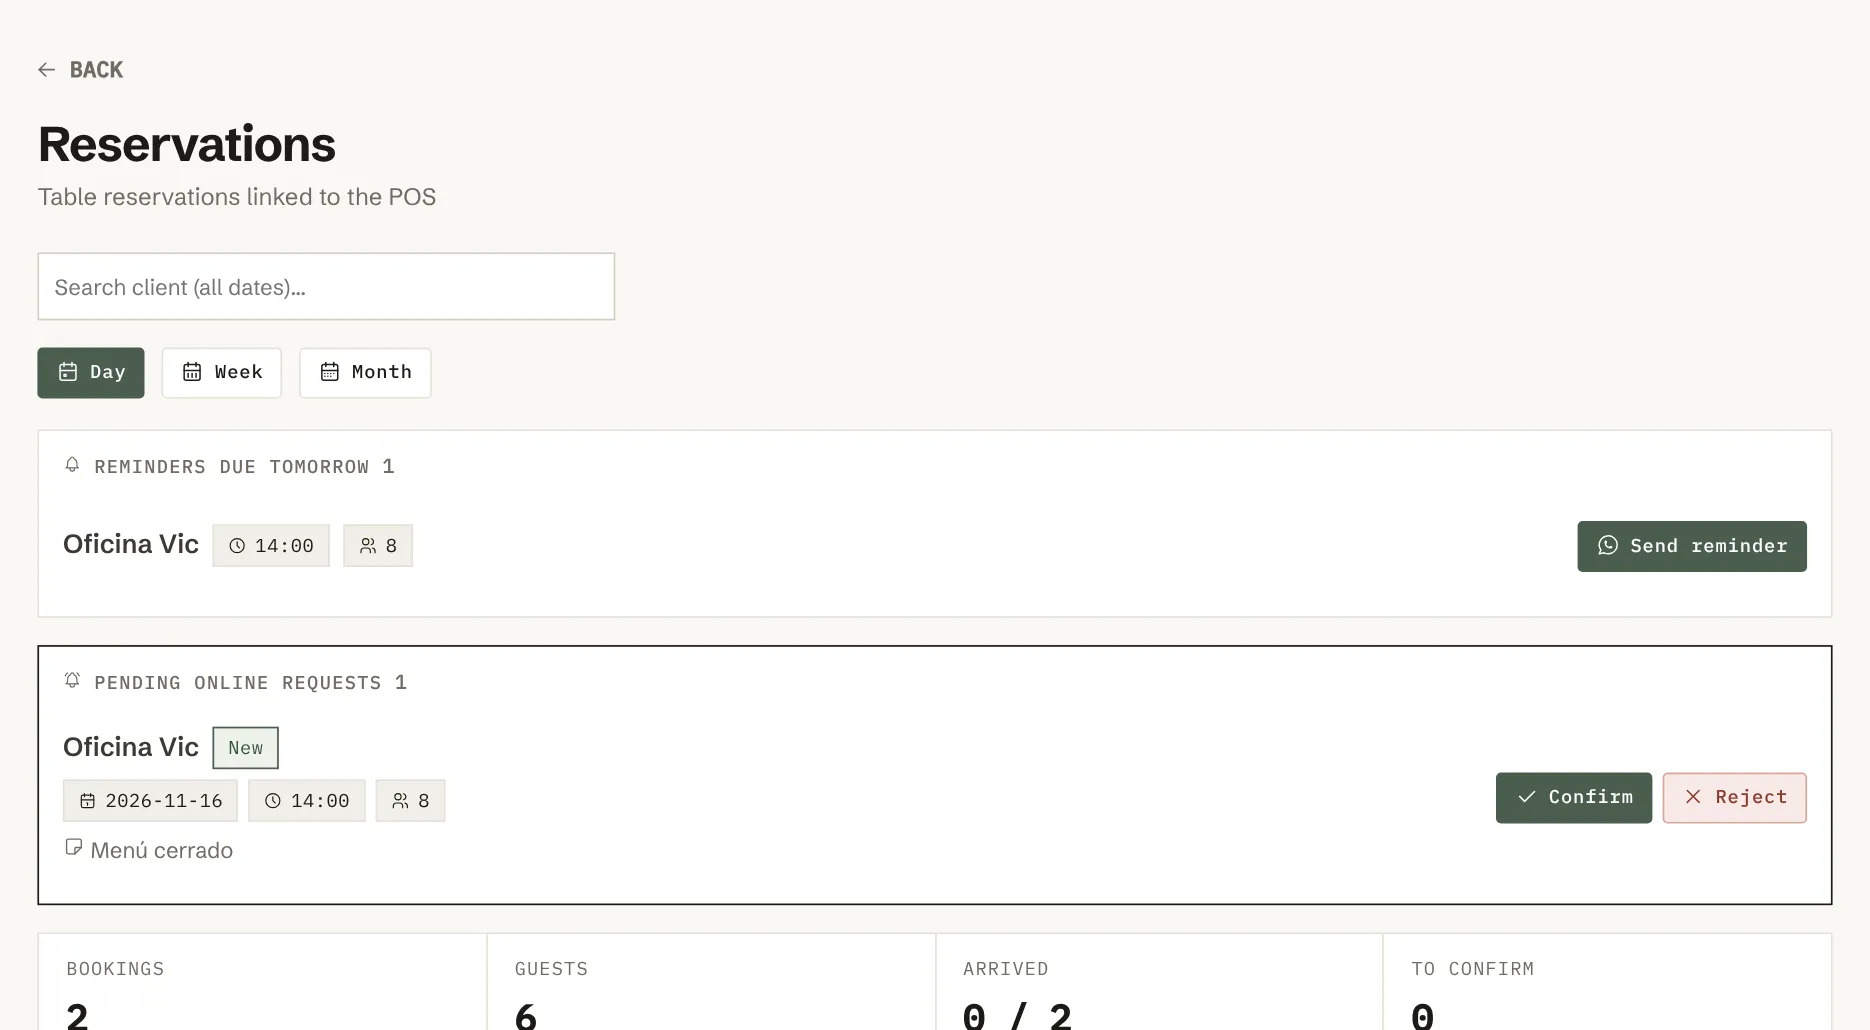 BACK
Reservations
Table reservations linked to the POS
Search client (all dates)...
Day Week Month
REMINDERS DUE TOMORROW 1
Oficina Vic 14:00 8 Send reminder
PENDING ONLINE REQUESTS 1
Oficina Vic New
2026-11-16 14:00 8 Confirm Reject
Menú cerrado
BOOKINGS GUESTS ARRIVED TO CONFIRM
2 6 0 / 2 0